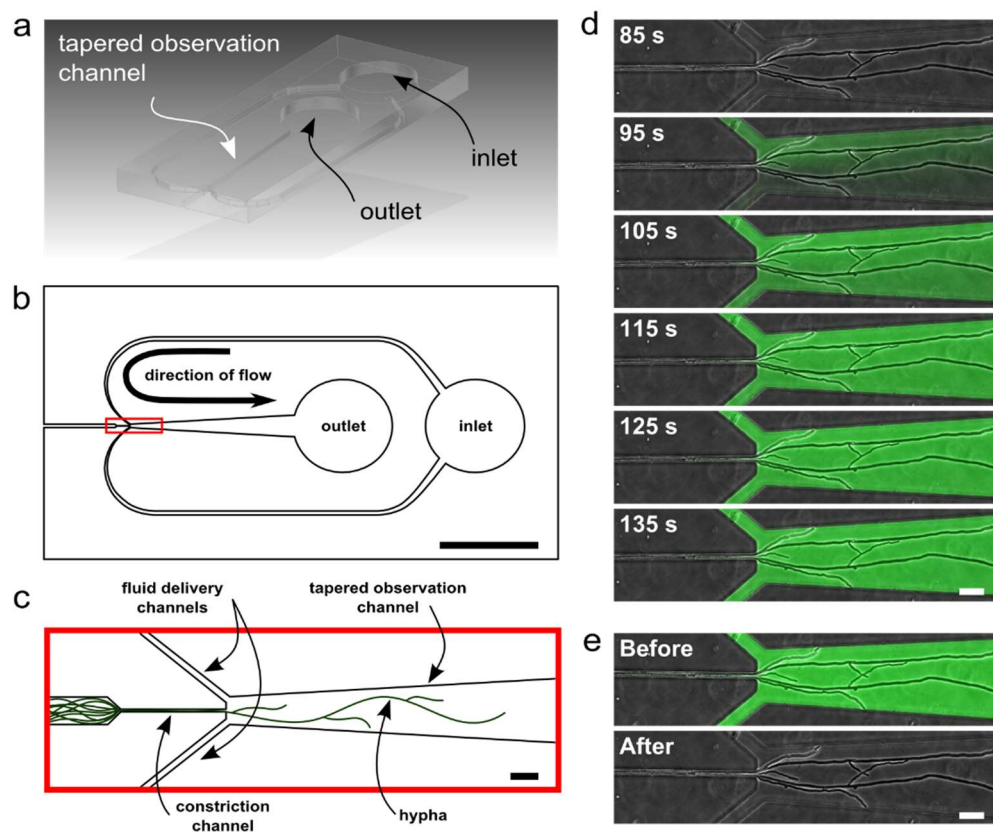 a
tapered observation
channel
inlet
outlet
b
direction of flow
outlet
inlet
c
fluid delivery
channels
tapered observation
channel
constriction
channel
hypha
d
85 s
95 s
105 s
115 s
125 s
135 s
e
Before
After